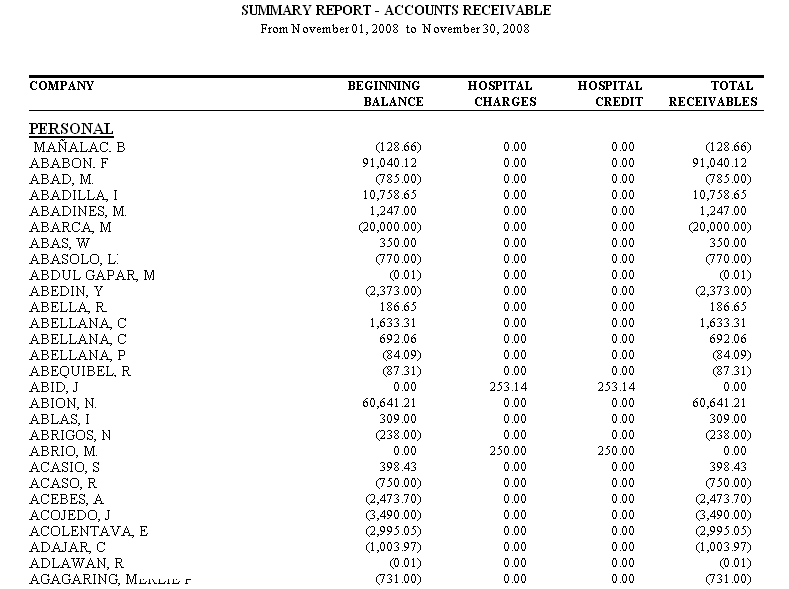 SUMMARY REPORT - ACCOUNTS RECEIVABLE
From November 01, 2008 to November 30, 2008
COMPANY BEGINNING BALANCE HOSPITAL CHARGES HOSPITAL CREDIT TOTAL RECEIVABLES
PERSONAL
MAÑALAC. B (128.66) 0.00 0.00 (128.66)
ABABON. F 91,040.12 0.00 0.00 91,040.12
ABAD, M. (785.00) 0.00 0.00 (785.00)
ABADILLA, I 10,758.65 0.00 0.00 10,758.65
ABADINES, M. 1,247.00 0.00 0.00 1,247.00
ABARCA, M (20,000.00) 0.00 0.00 (20,000.00)
ABAS, W 350.00 0.00 0.00 350.00
ABASOLO, L. (770.00) 0.00 0.00 (770.00)
ABDUL GAPAR, M (0.01) 0.00 0.00 (0.01)
ABEDIN, Y (2,373.00) 0.00 0.00 (2,373.00)
ABELLA, R. 186.65 0.00 0.00 186.65
ABELLANA, C 1,633.31 0.00 0.00 1,633.31
ABELLANA, C 692.06 0.00 0.00 692.06
ABELLANA, P (84.09) 0.00 0.00 (84.09)
ABEQUIBEL, R (87.31) 0.00 0.00 (87.31)
ABID, J 0.00 253.14 253.14 0.00
ABION, N. 60,641.21 0.00 0.00 60,641.21
ABLAS, I 309.00 0.00 0.00 309.00
ABRIGOS, N (238.00) 0.00 0.00 (238.00)
ABRIO, M. 0.00 250.00 250.00 0.00
ACASIO, S 398.43 0.00 0.00 398.43
ACASO, R (750.00) 0.00 0.00 (750.00)
ACEBES, A (2,473.70) 0.00 0.00 (2,473.70)
ACOJEDO, J (3,490.00) 0.00 0.00 (3,490.00)
ACOLENTAVA, E (2,995.05) 0.00 0.00 (2,995.05)
ADAJAR, C (1,003.97) 0.00 0.00 (1,003.97)
ADLAWAN, R (0.01) 0.00 0.00 (0.01)
AGAGARING, (731.00) 0.00 0.00 (731.00)